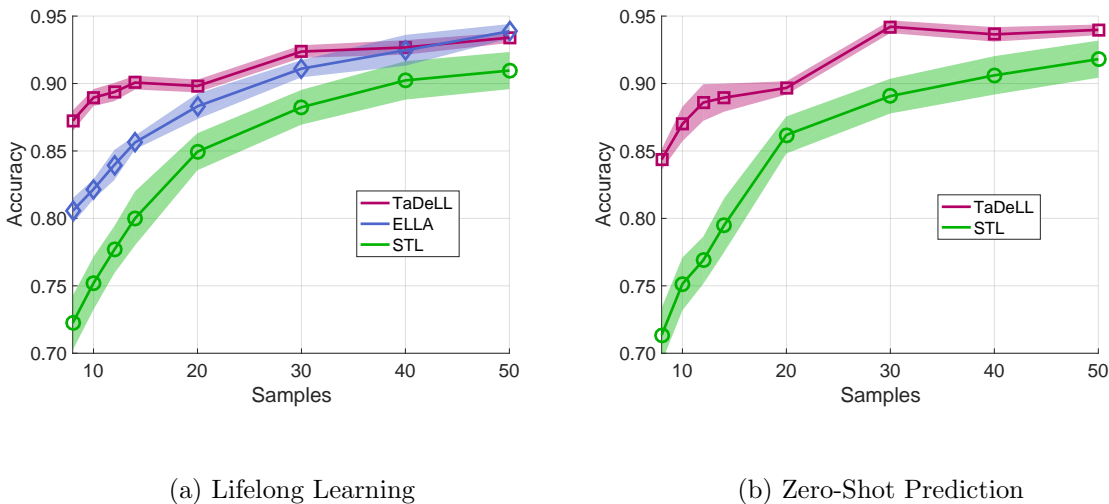 0.95
0.90
0.85
0.80
0.75
0.70
Accuracy
10 20 30 40 50
Samples
TaDeLL
ELLA
STL
(a) Lifelong Learning
0.95
0.90
0.85
0.80
0.75
0.70
Accuracy
10 20 30 40 50
Samples
TaDeLL
STL
(b) Zero-Shot Prediction